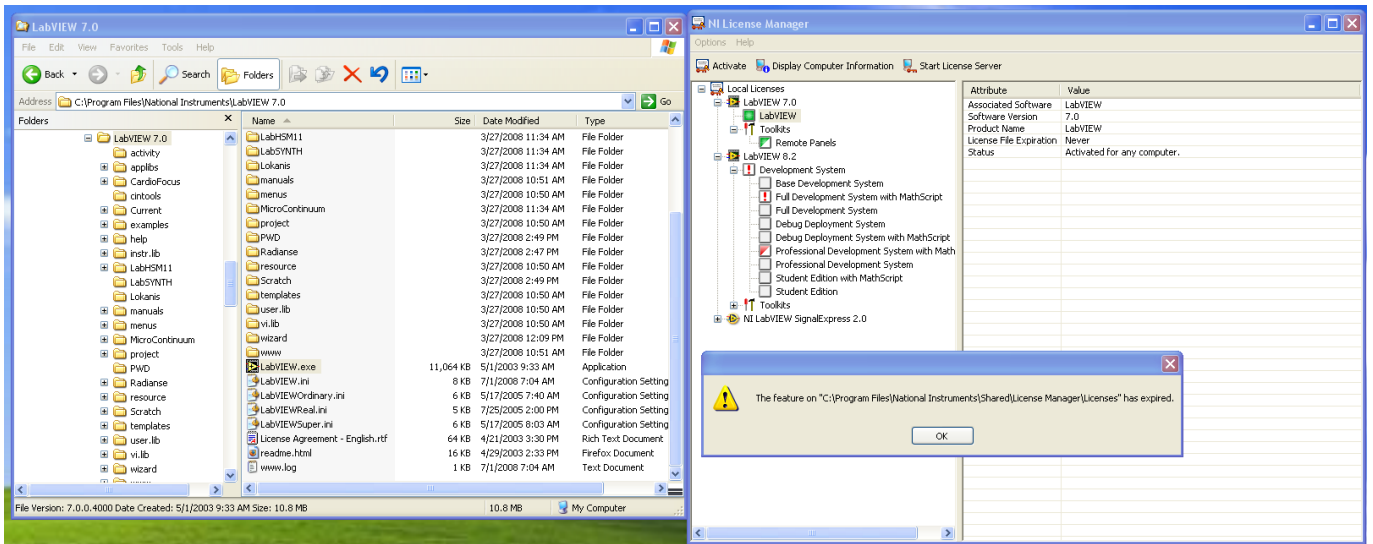 LabVIEW 7.0
File Edit View Favorites Tools Help
Back Search Folders
Address C:\Program Files\National Instruments\LabVIEW 7.0 Go
Folders
LabVIEW 7.0
activity
applibs
CardioFocus
cintools
Current
examples
help
instr.lib
LabHSM11
LabSYNTH
Lokanis
manuals
menus
MicroContinuum
project
PWD
Radianse
resource
Scratch
templates
user.lib
vi.lib
wizard
Name Size Date Modified Type
LabHSM11 3/27/2008 11:34 AM File Folder
LabSYNTH 3/27/2008 11:34 AM File Folder
Lokanis 3/27/2008 11:34 AM File Folder
manuals 3/27/2008 10:51 AM File Folder
menus 3/27/2008 10:50 AM File Folder
MicroContinuum 3/27/2008 11:34 AM File Folder
project 3/27/2008 10:50 AM File Folder
PWD 3/27/2008 2:49 PM File Folder
Radianse 3/27/2008 2:47 PM File Folder
resource 3/27/2008 10:50 AM File Folder
Scratch 3/27/2008 2:49 PM File Folder
templates 3/27/2008 10:50 AM File Folder
user.lib 3/27/2008 10:50 AM File Folder
vi.lib 3/27/2008 10:50 AM File Folder
wizard 3/27/2008 12:09 PM File Folder
www 3/27/2008 10:51 AM File Folder
LabVIEW.exe 11,064 KB 5/1/2003 9:33 AM Application
LabVIEW.ini 8 KB 7/1/2008 7:04 AM Configuration Setting
LabVIEWOrdinary.ini 6 KB 5/17/2005 7:40 AM Configuration Setting
LabVIEWReal.ini 5 KB 7/25/2005 2:00 PM Configuration Setting
LabVIEWSuper.ini 6 KB 5/17/2005 8:03 AM Configuration Setting
License Agreement - English.rtf 64 KB 4/21/2003 3:30 PM Rich Text Document
readme.html 16 KB 4/29/2003 2:33 PM Firefox Document
www.log 1 KB 7/1/2008 7:04 AM Text Document
File Version: 7.0.0.4000 Date Created: 5/1/2003 9:33 AM Size: 10.8 MB 10.8 MB My Computer
NI License Manager
Options Help
Activate Display Computer Information Start License Server
Local Licenses
LabVIEW 7.0
LabVIEW
Toolkits
Remote Panels
LabVIEW 8.2
Development System
Base Development System
Full Development System with MathScript
Full Development System
Debug Deployment System
Debug Deployment System with MathScript
Professional Development System with Math
Professional Development System
Student Edition with MathScript
Student Edition
Toolkits
NI LabVIEW SignalExpress 2.0
Attribute Value
Associated Software LabVIEW
Software Version 7.0
Product Name LabVIEW
License File Expiration Never
Status Activated for any computer.
The feature on "C:\Program Files\National Instruments\Shared\License Manager\Licenses" has expired.
OK